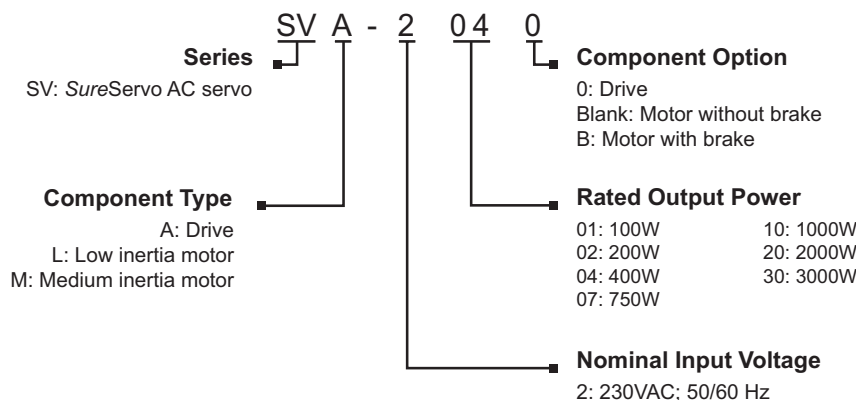 SV A - 2 04 0
Series
SV: SureServo AC servo
Component Type
A: Drive
L: Low inertia motor
M: Medium inertia motor
Component Option
0: Drive
Blank: Motor without brake
B: Motor with brake
Rated Output Power
01: 100W 10: 1000W
02: 200W 20: 2000W
04: 400W 30: 3000W
07: 750W
Nominal Input Voltage
2: 230VAC; 50/60 Hz